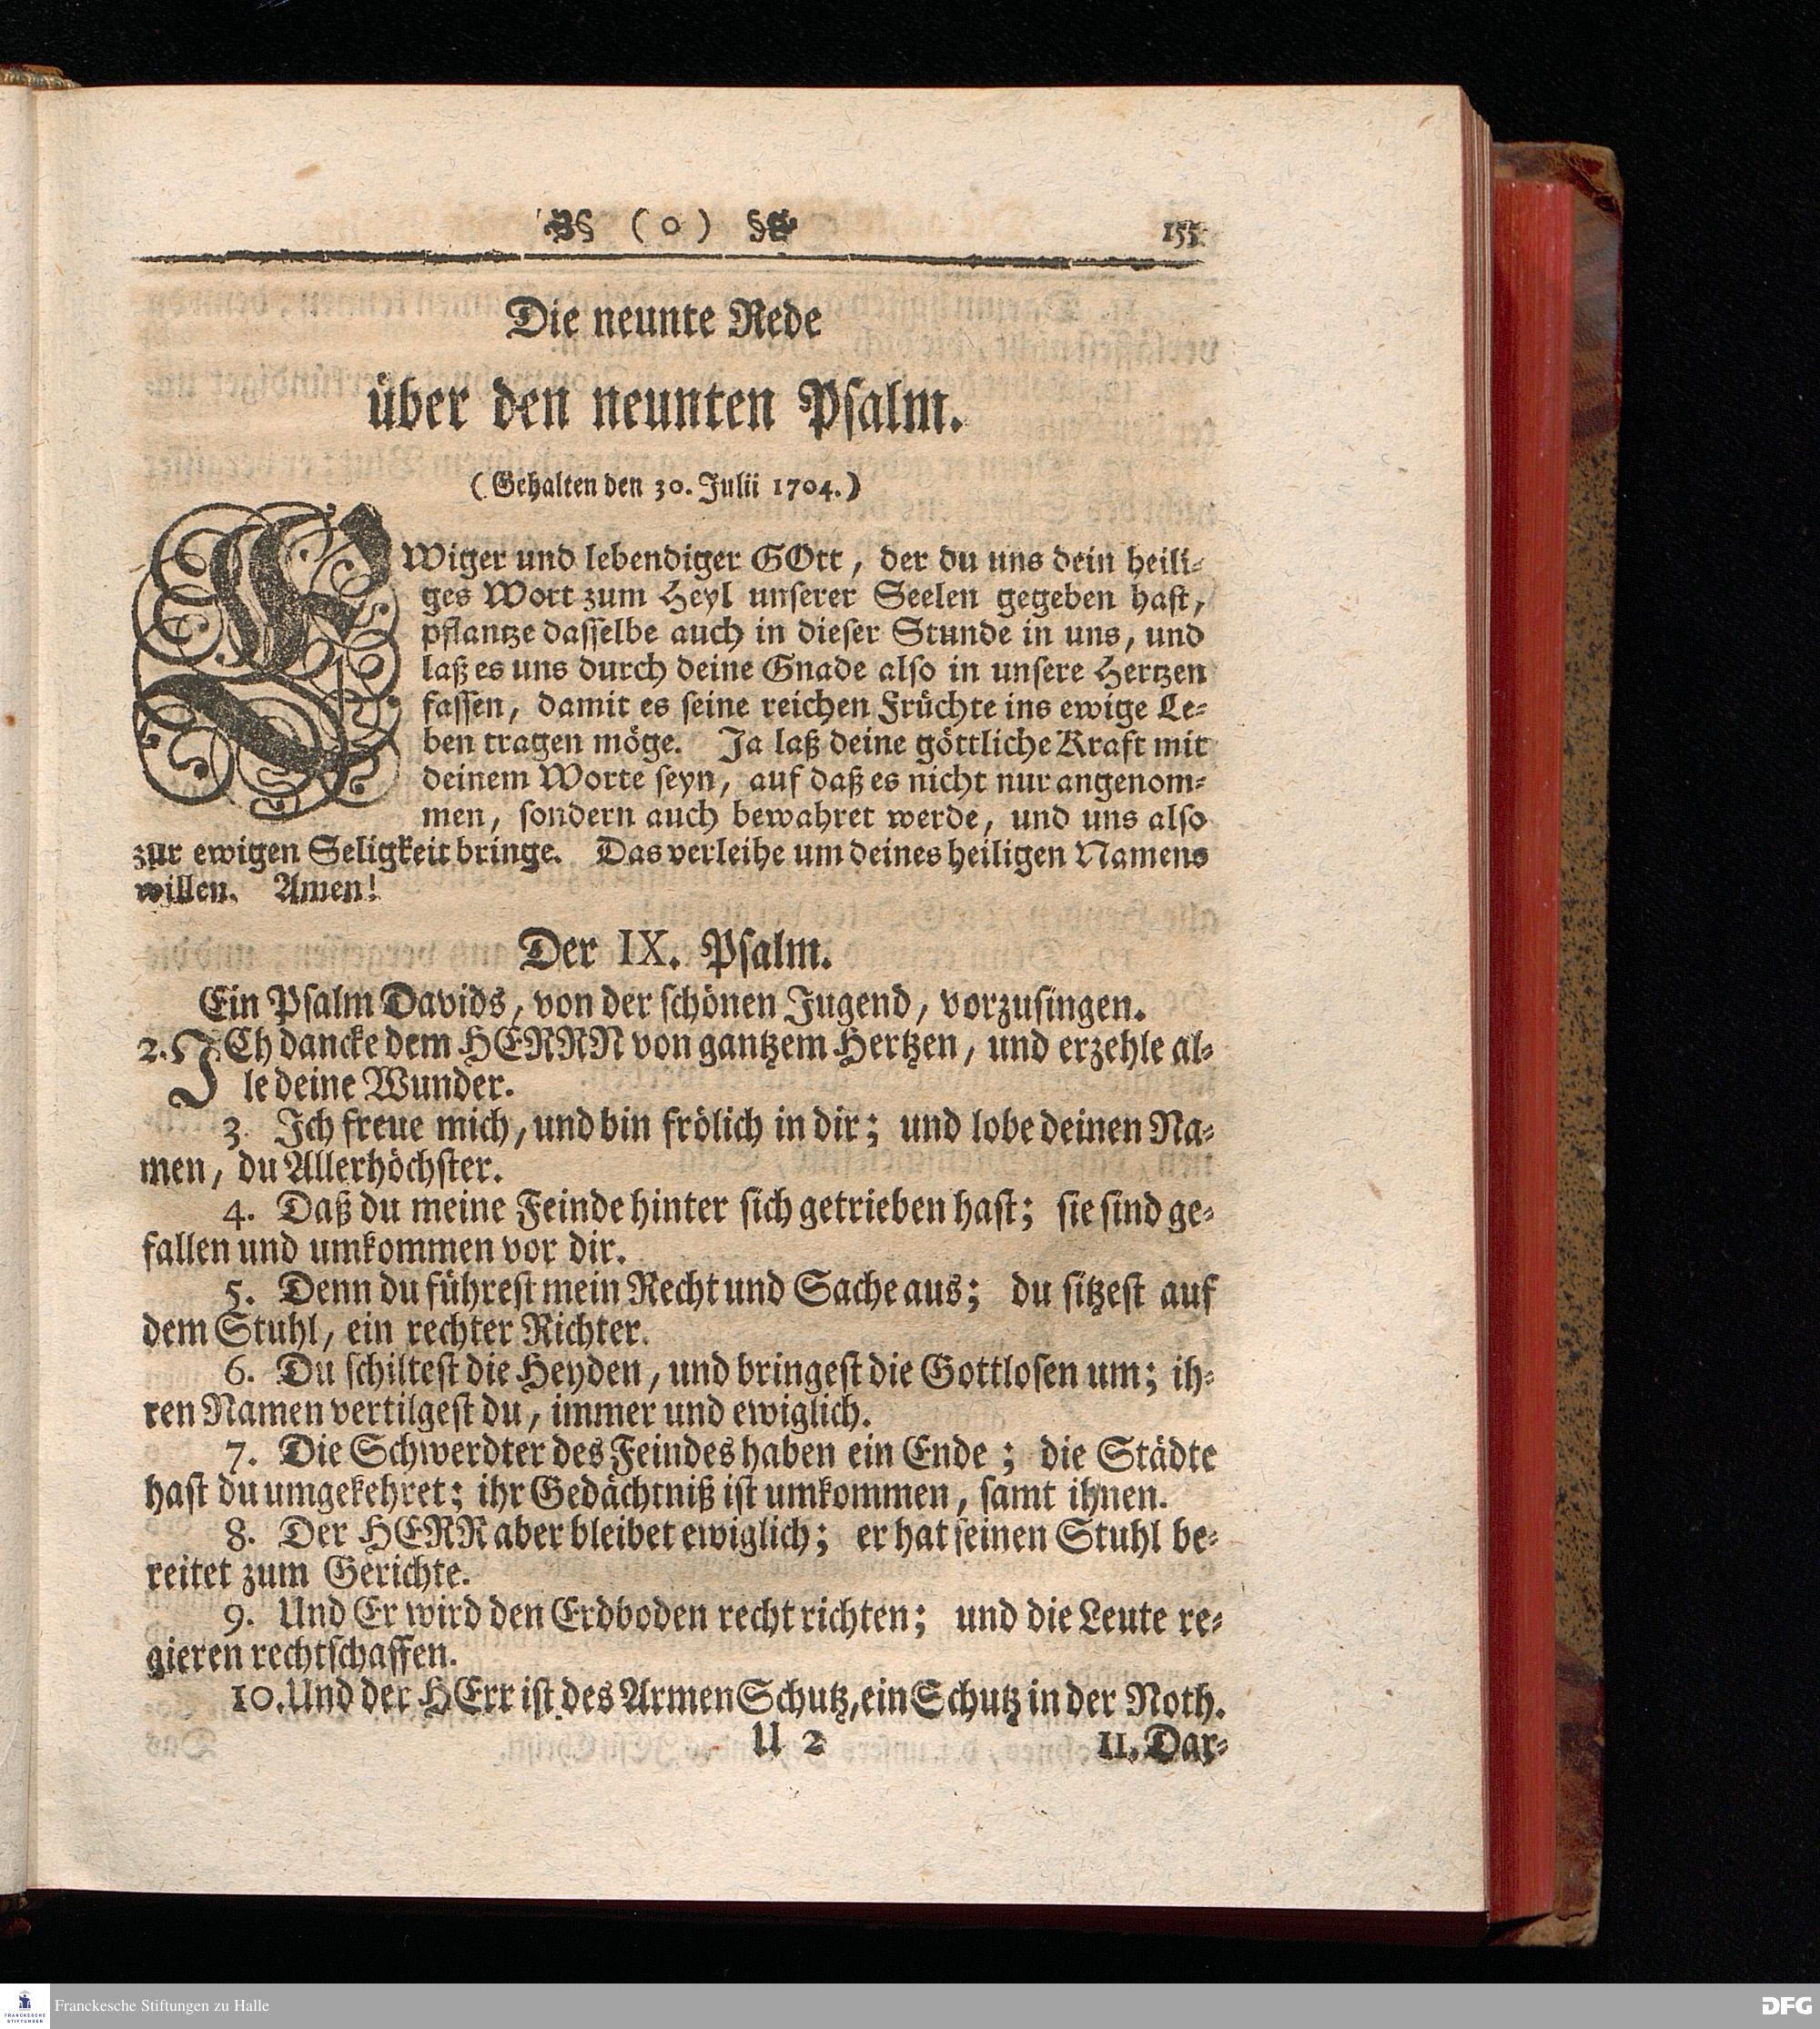 ( o ) 155
Die neunte Rede
über den neunten Psalm.
(Gehalten den 30. Julii 1704.)
EWiger und lebendiger GOtt, der du uns dein heili-
ges Wort zum Heyl unserer Seelen gegeben hast,
pflantze dasselbe auch in dieser Stunde in uns, und
laß es uns durch deine Gnade also in unsere Hertzen
fassen, damit es seine reichen Früchte ins ewige Le-
ben tragen möge. Ja laß deine göttliche Kraft mit
deinem Worte seyn, auf daß es nicht nur angenom-
men, sondern auch bewahret werde, und uns also
zur ewigen Seligkeit bringe. Das verleihe um deines heiligen Namens
willen. Amen!
Der IX. Psalm.
Ein Psalm Davids, von der schönen Jugend, vorzusingen.
2. JCh dancke dem HERRN von gantzem Hertzen, und erzehle al-
le deine Wunder.
3. Ich freue mich, und bin frölich in dir; und lobe deinen Na-
men, du Allerhöchster.
4. Daß du meine Feinde hinter sich getrieben hast; sie sind ge-
fallen und umkommen vor dir.
5. Denn du führest mein Recht und Sache aus; du sitzest auf
dem Stuhl, ein rechter Richter.
6. Du schiltest die Heyden, und bringest die Gottlosen um; ih-
ren Namen vertilgest du, immer und ewiglich.
7. Die Schwerdter des Feindes haben ein Ende; die Städte
hast du umgekehret; ihr Gedächtniß ist umkommen, samt ihnen.
8. Der HERR aber bleibet ewiglich; er hat seinen Stuhl be-
reitet zum Gerichte.
9. Und Er wird den Erdboden recht richten; und die Leute re-
gieren rechtschaffen.
10. Und der HErr ist des Armen Schutz, ein Schutz in der Noth.
U 2 11. Dar-
Franckesche Stiftungen zu Halle
FRANCKESCHE
STIFTUNGEN
DFG